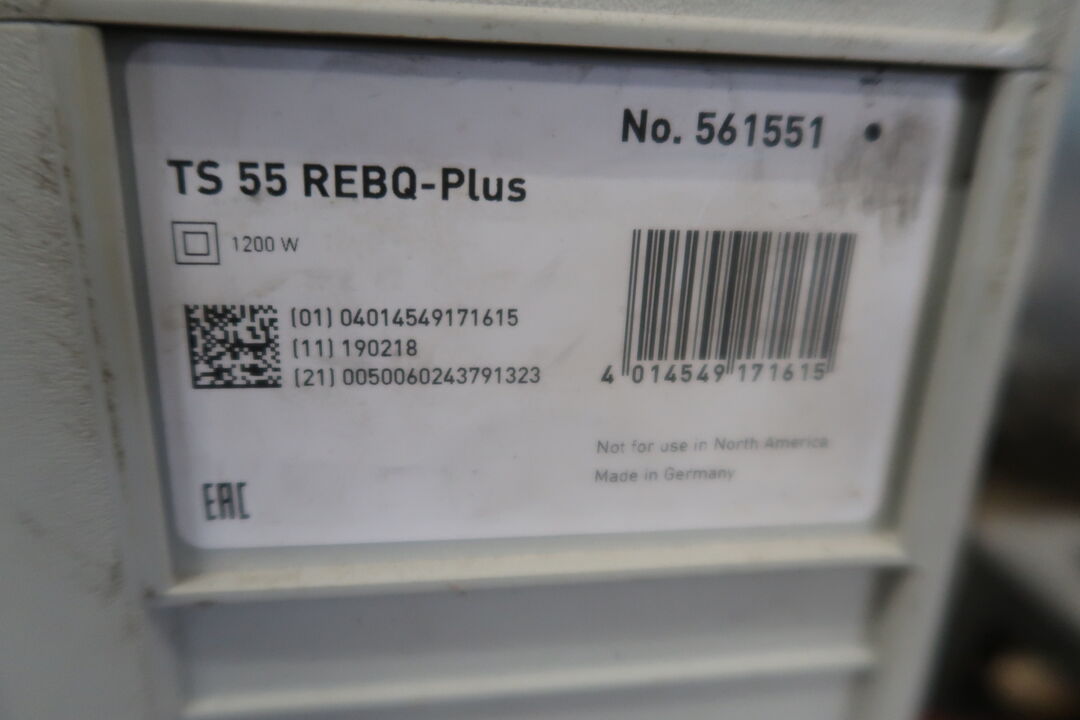 No. 561551
TS 55 REBQ-Plus
1200 W
(01) 04014549171615
(11) 190218
(21) 0050060243791323
4 014549 171615
Not for use in North America
Made in Germany
EAC